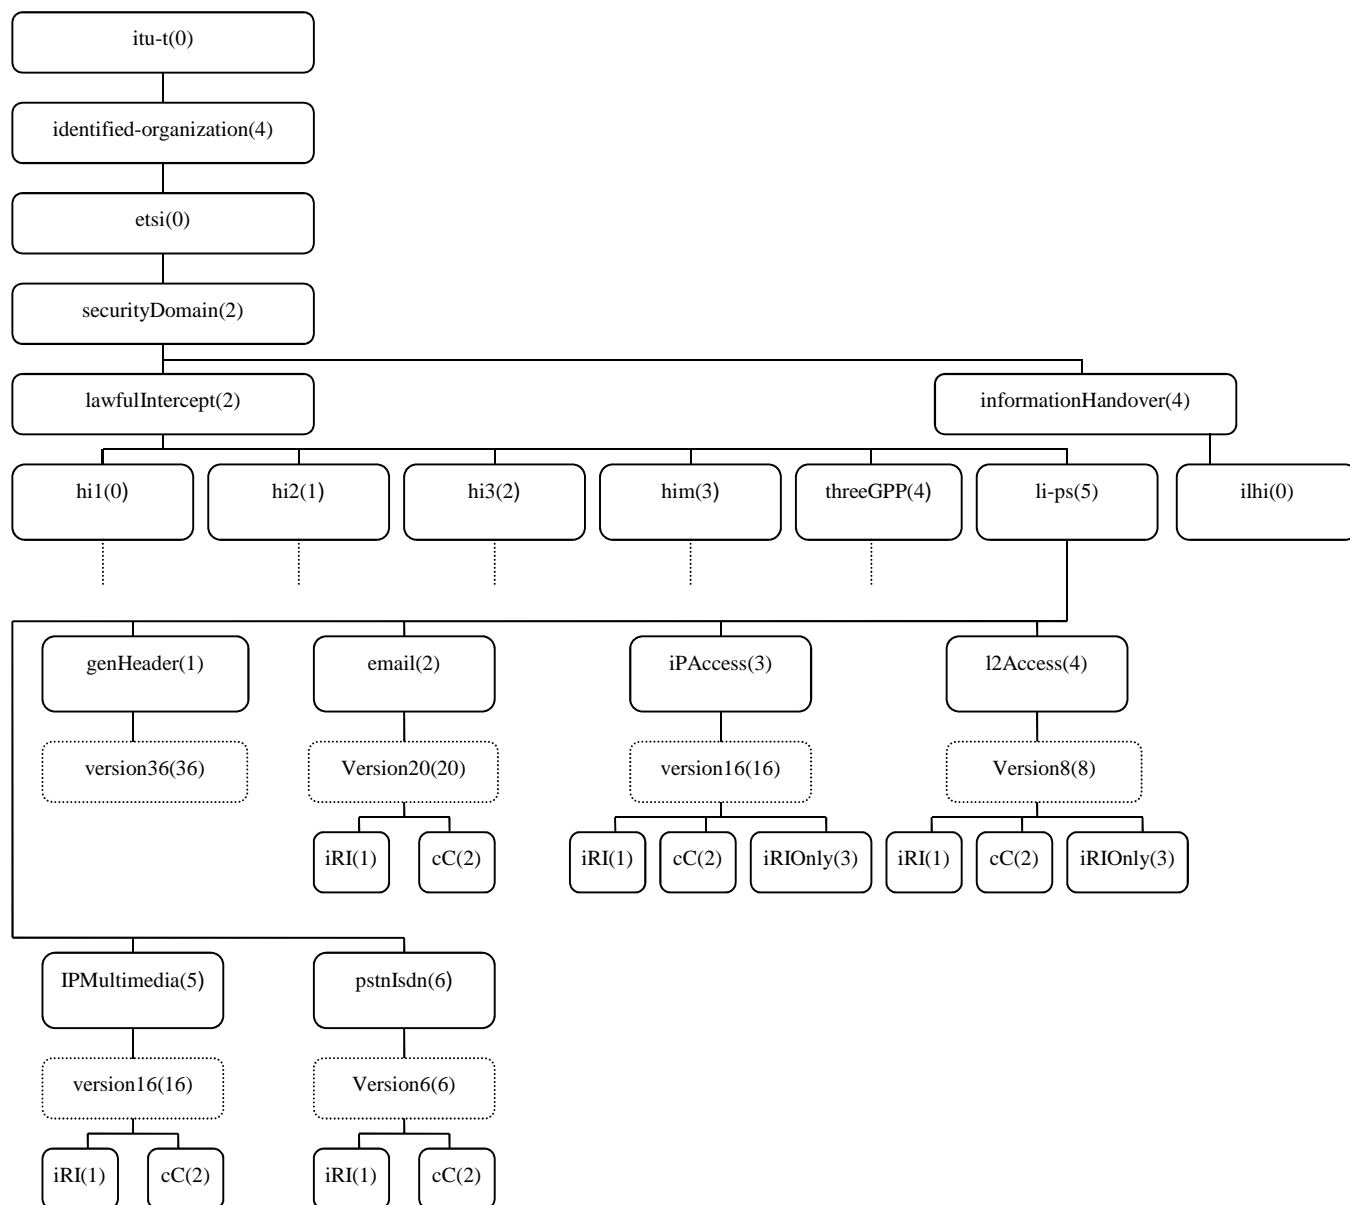 itu-t(0)
identified-organization(4)
etsi(0)
securityDomain(2)
lawfulIntercept(2)
informationHandover(4)
hi1(0)
hi2(1)
hi3(2)
him(3)
threeGPP(4)
li-ps(5)
ilhi(0)
genHeader(1)
email(2)
iPAccess(3)
l2Access(4)
version36(36)
Version20(20)
version16(16)
Version8(8)
iRI(1)
cC(2)
iRI(1)
cC(2)
iRIOnly(3)
iRI(1)
cC(2)
iRIOnly(3)
IPMultimedia(5)
pstnIsdn(6)
version16(16)
Version6(6)
iRI(1)
cC(2)
iRI(1)
cC(2)